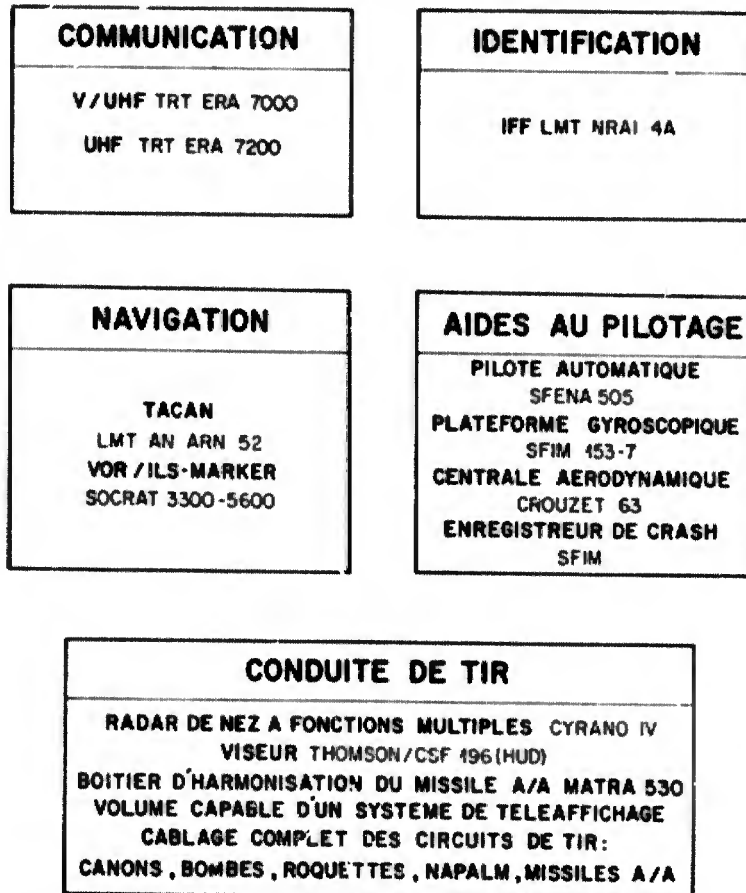 COMMUNICATION
V/UHF TRT ERA 7000
UHF TRT ERA 7200
IDENTIFICATION
IFF LMT NRAI 4A
NAVIGATION
TACAN
LMT AN ARN 52
VOR/ILS-MARKER
SOCRAT 3300-5600
AIDES AU PILOTAGE
PILOTE AUTOMATIQUE
SFENA 505
PLATEFORME GYROSCOPIQUE
SFIM 153-7
CENTRALE AERODYNAMIQUE
CROUZET 63
ENREGISTREUR DE CRASH
SFIM
CONDUITE DE TIR
RADAR DE NEZ A FONCTIONS MULTIPLES CYRANO IV
VISEUR THOMSON/CSF 196(HUD)
BOITIER D'HARMONISATION DU MISSILE A/A MATRA 530
VOLUME CAPABLE D'UN SYSTEME DE TELEAFFICHAGE
CABLAGE COMPLET DES CIRCUITS DE TIR:
CANONS, BOMBES, ROQUETTES, NAPALM, MISSILES A/A